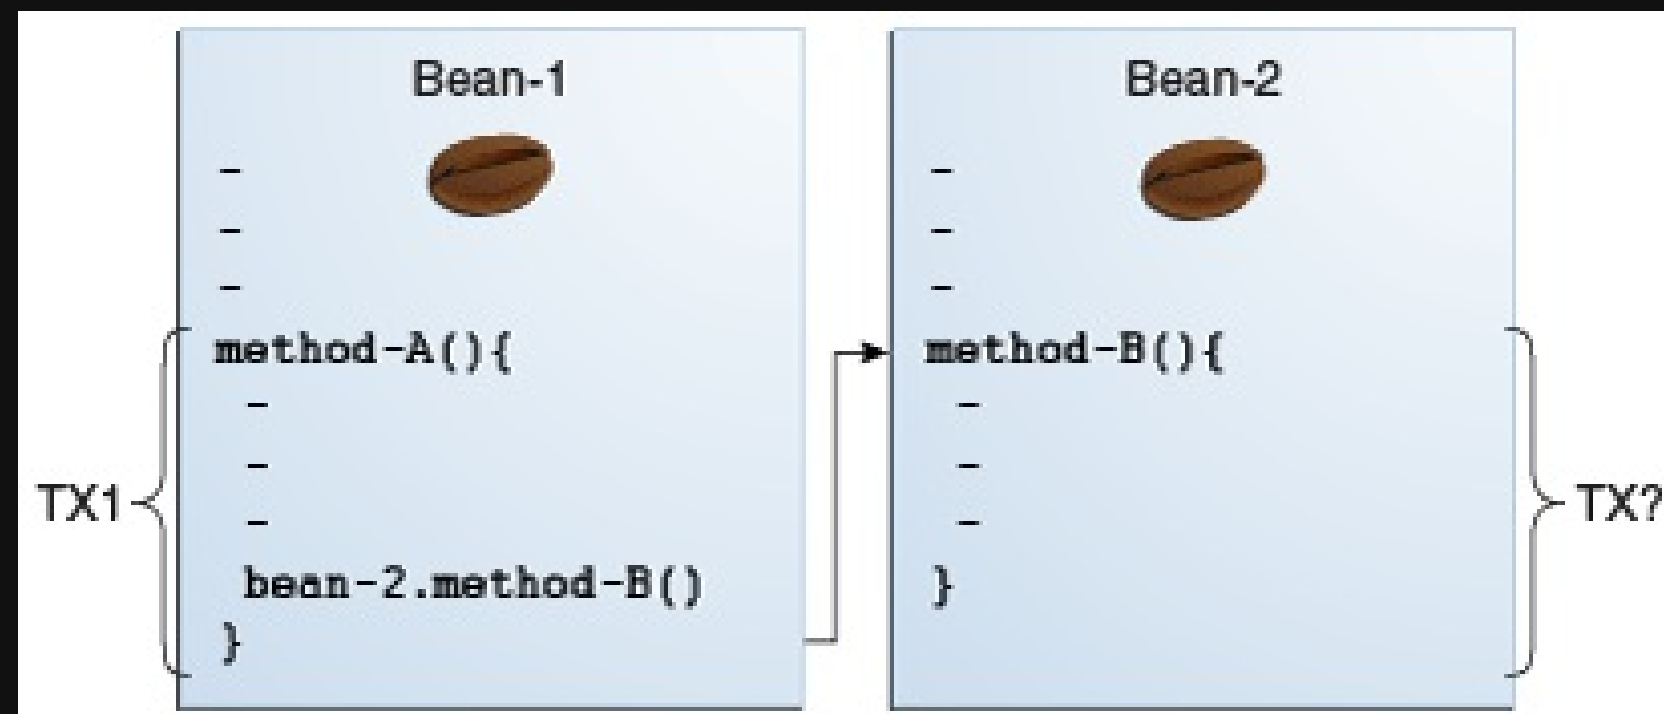 Bean-1
-
-
-
method-A(){
-
-
-
bean-2.method-B()
}
TX1
Bean-2
-
-
-
method-B(){
-
-
-
}
TX?